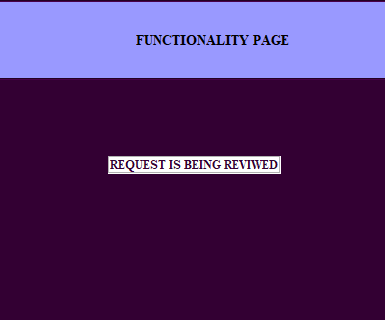 FUNCTIONALITY PAGE
REQUEST IS BEING REVIWED